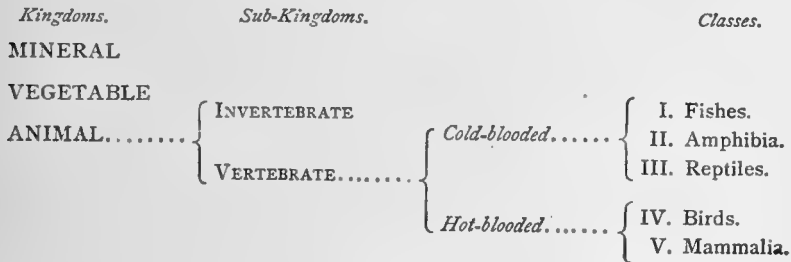 Kingdoms. Sub-Kingdoms. Classes.
MINERAL
VEGETABLE
ANIMAL........ INVERTEBRATE
VERTEBRATE........
Cold-blooded...... I. Fishes.
II. Amphibia.
III. Reptiles.
Hot-blooded....... IV. Birds.
V. Mammalia.